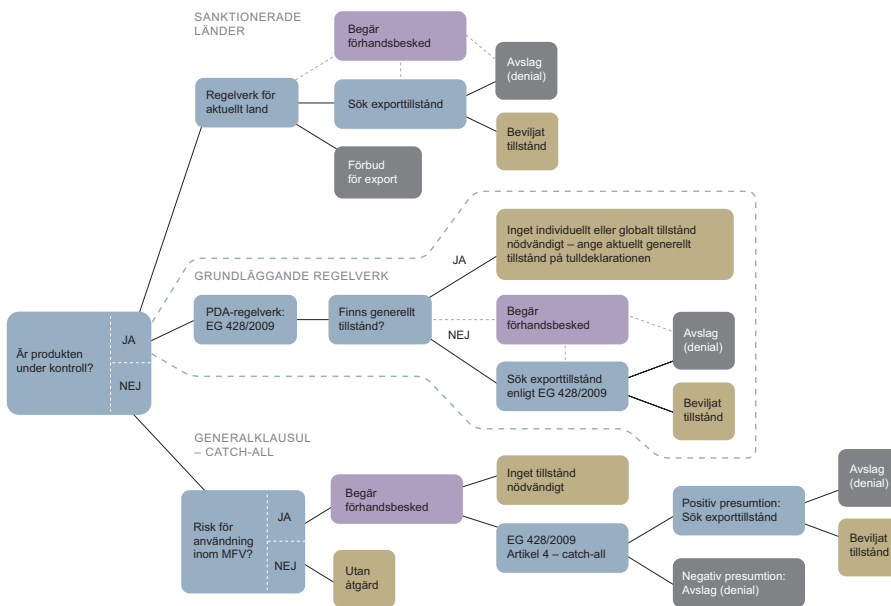 SANKTIONERADE
LÄNDER
Begär
förhandsbesked
Avslag
(denial)
Regelverk för
aktuellt land
Sök exporttillstånd
Beviljat
tillstånd
Förbud
för export
Inget individuellt eller globalt tillstånd
nödvändigt – ange aktuellt generellt
tillstånd på tulldeklarationen
JA
GRUNDLÄGGANDE REGELVERK
PDA-regelverk:
EG 428/2009
Finns generellt
tillstånd?
Begär
förhandsbesked
NEJ
Avslag
(denial)
Är produkten
under kontroll?
JA
NEJ
Sök exporttillstånd
enligt EG 428/2009
Beviljat
tillstånd
GENERALKLAUSUL
– CATCH-ALL
Begär
förhandsbesked
Inget tillstånd
nödvändigt
Avslag
(denial)
Risk för
användning
inom MFV?
JA
NEJ
EG 428/2009
Artikel 4 – catch-all
Positiv presumtion:
Sök exporttillstånd
Beviljat
tillstånd
Utan
åtgärd
Negativ presumtion:
Avslag (denial)